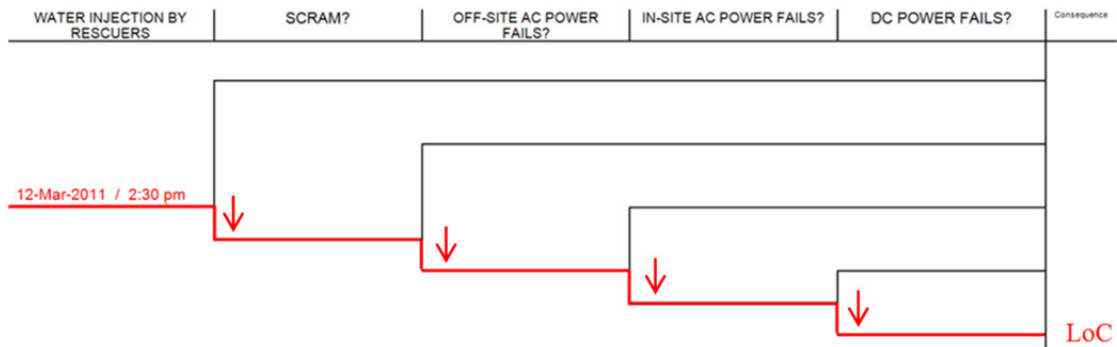 WATER INJECTION BY
RESCUERS
SCRAM?
OFF-SITE AC POWER
FAILS?
IN-SITE AC POWER FAILS?
DC POWER FAILS?
Consequence
12-Mar-2011 / 2:30 pm
LoC